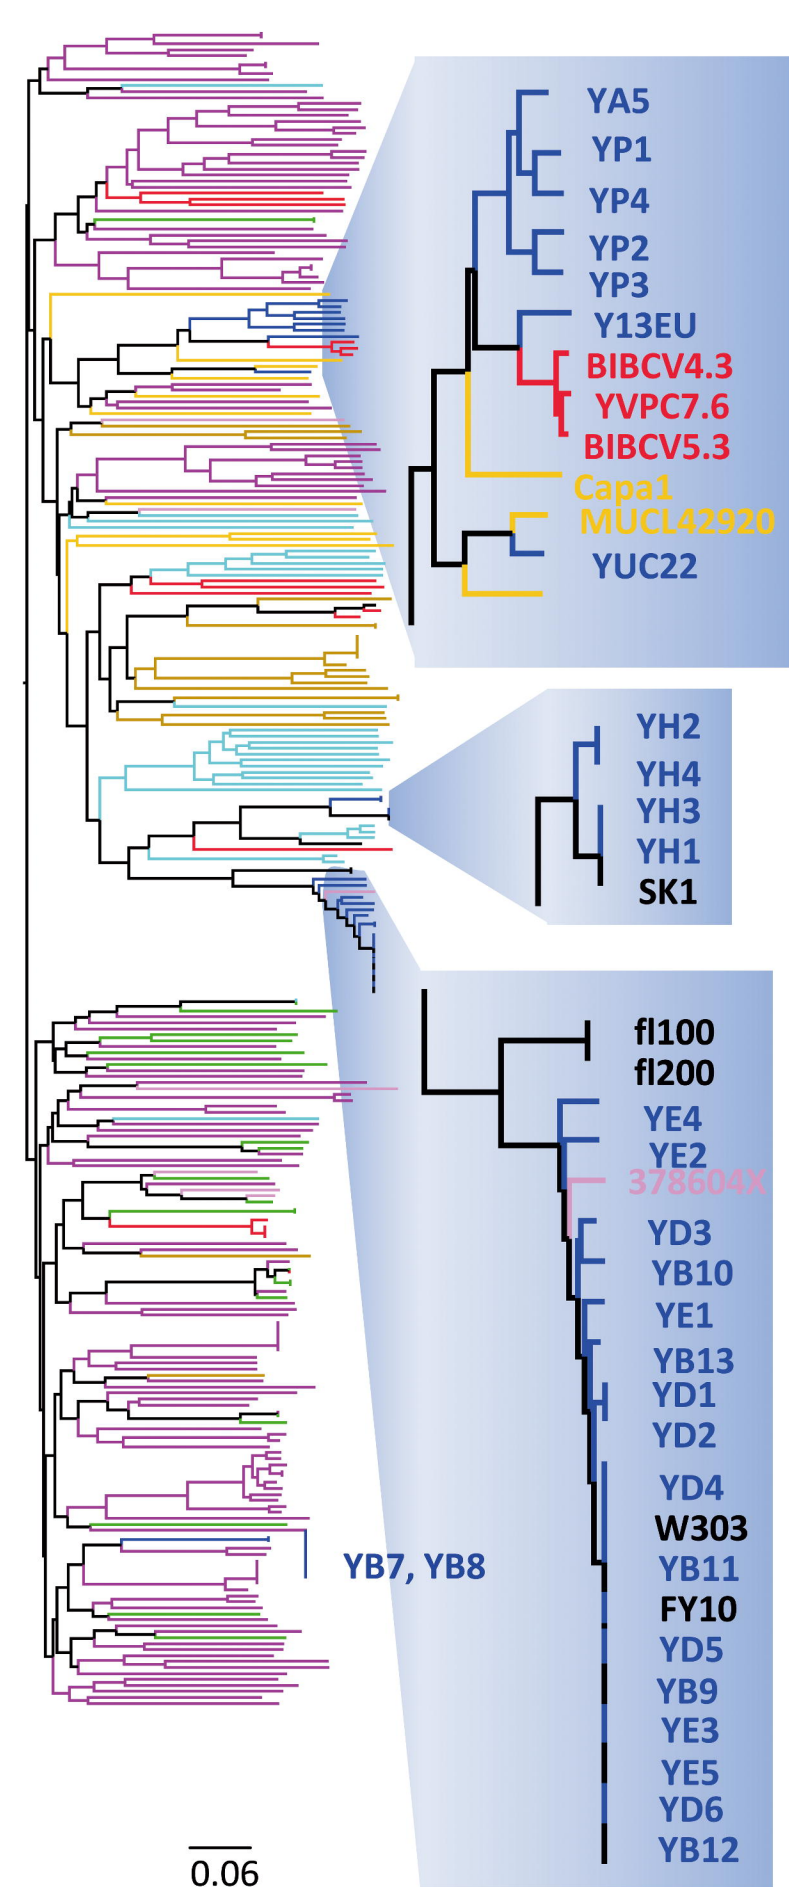 YA5
YP1
YP4
YP2
YP3
Y13EU
BIBCV4.3
YVPC7.6
BIBCV5.3
Capa1
MUCL42920
YUC22
YH2
YH4
YH3
YH1
SK1
fl100
fl200
YE4
YE2
378604X
YD3
YB10
YE1
YB13
YD1
YD2
YD4
W303
YB11
FY10
YD5
YB9
YE3
YE5
YD6
YB12
YB7, YB8
0.06